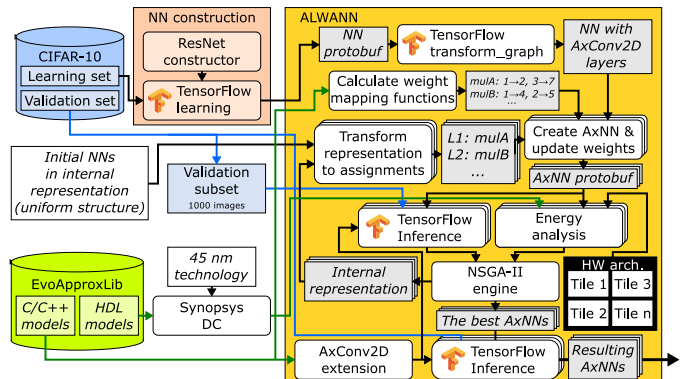 NN construction
ALWANN
CIFAR-10
Learning set
Validation set
ResNet
constructor
TensorFlow
learning
NN
protobuf
TensorFlow
transform_graph
NN with
AxConv2D
layers
Calculate weight
mapping functions
mulA: 1→2, 3→7
mulB: 1→4, 2→5
...
Initial NNs
in internal
representation
(uniform structure)
Validation
subset
1000 images
Transform
representation
to assignments
L1: mulA
L2: mulB
...
Create AxNN &
update weights
AxNN protobuf
TensorFlow
Inference
Energy
analysis
45 nm
technology
EvoApproxLib
C/C++
models
HDL
models
Synopsys
DC
Internal
representation
NSGA-II
engine
HW arch.
Tile 1
Tile 3
Tile 2
Tile n
The best AxNNs
AxConv2D
extension
TensorFlow
Inference
Resulting
AxNNs